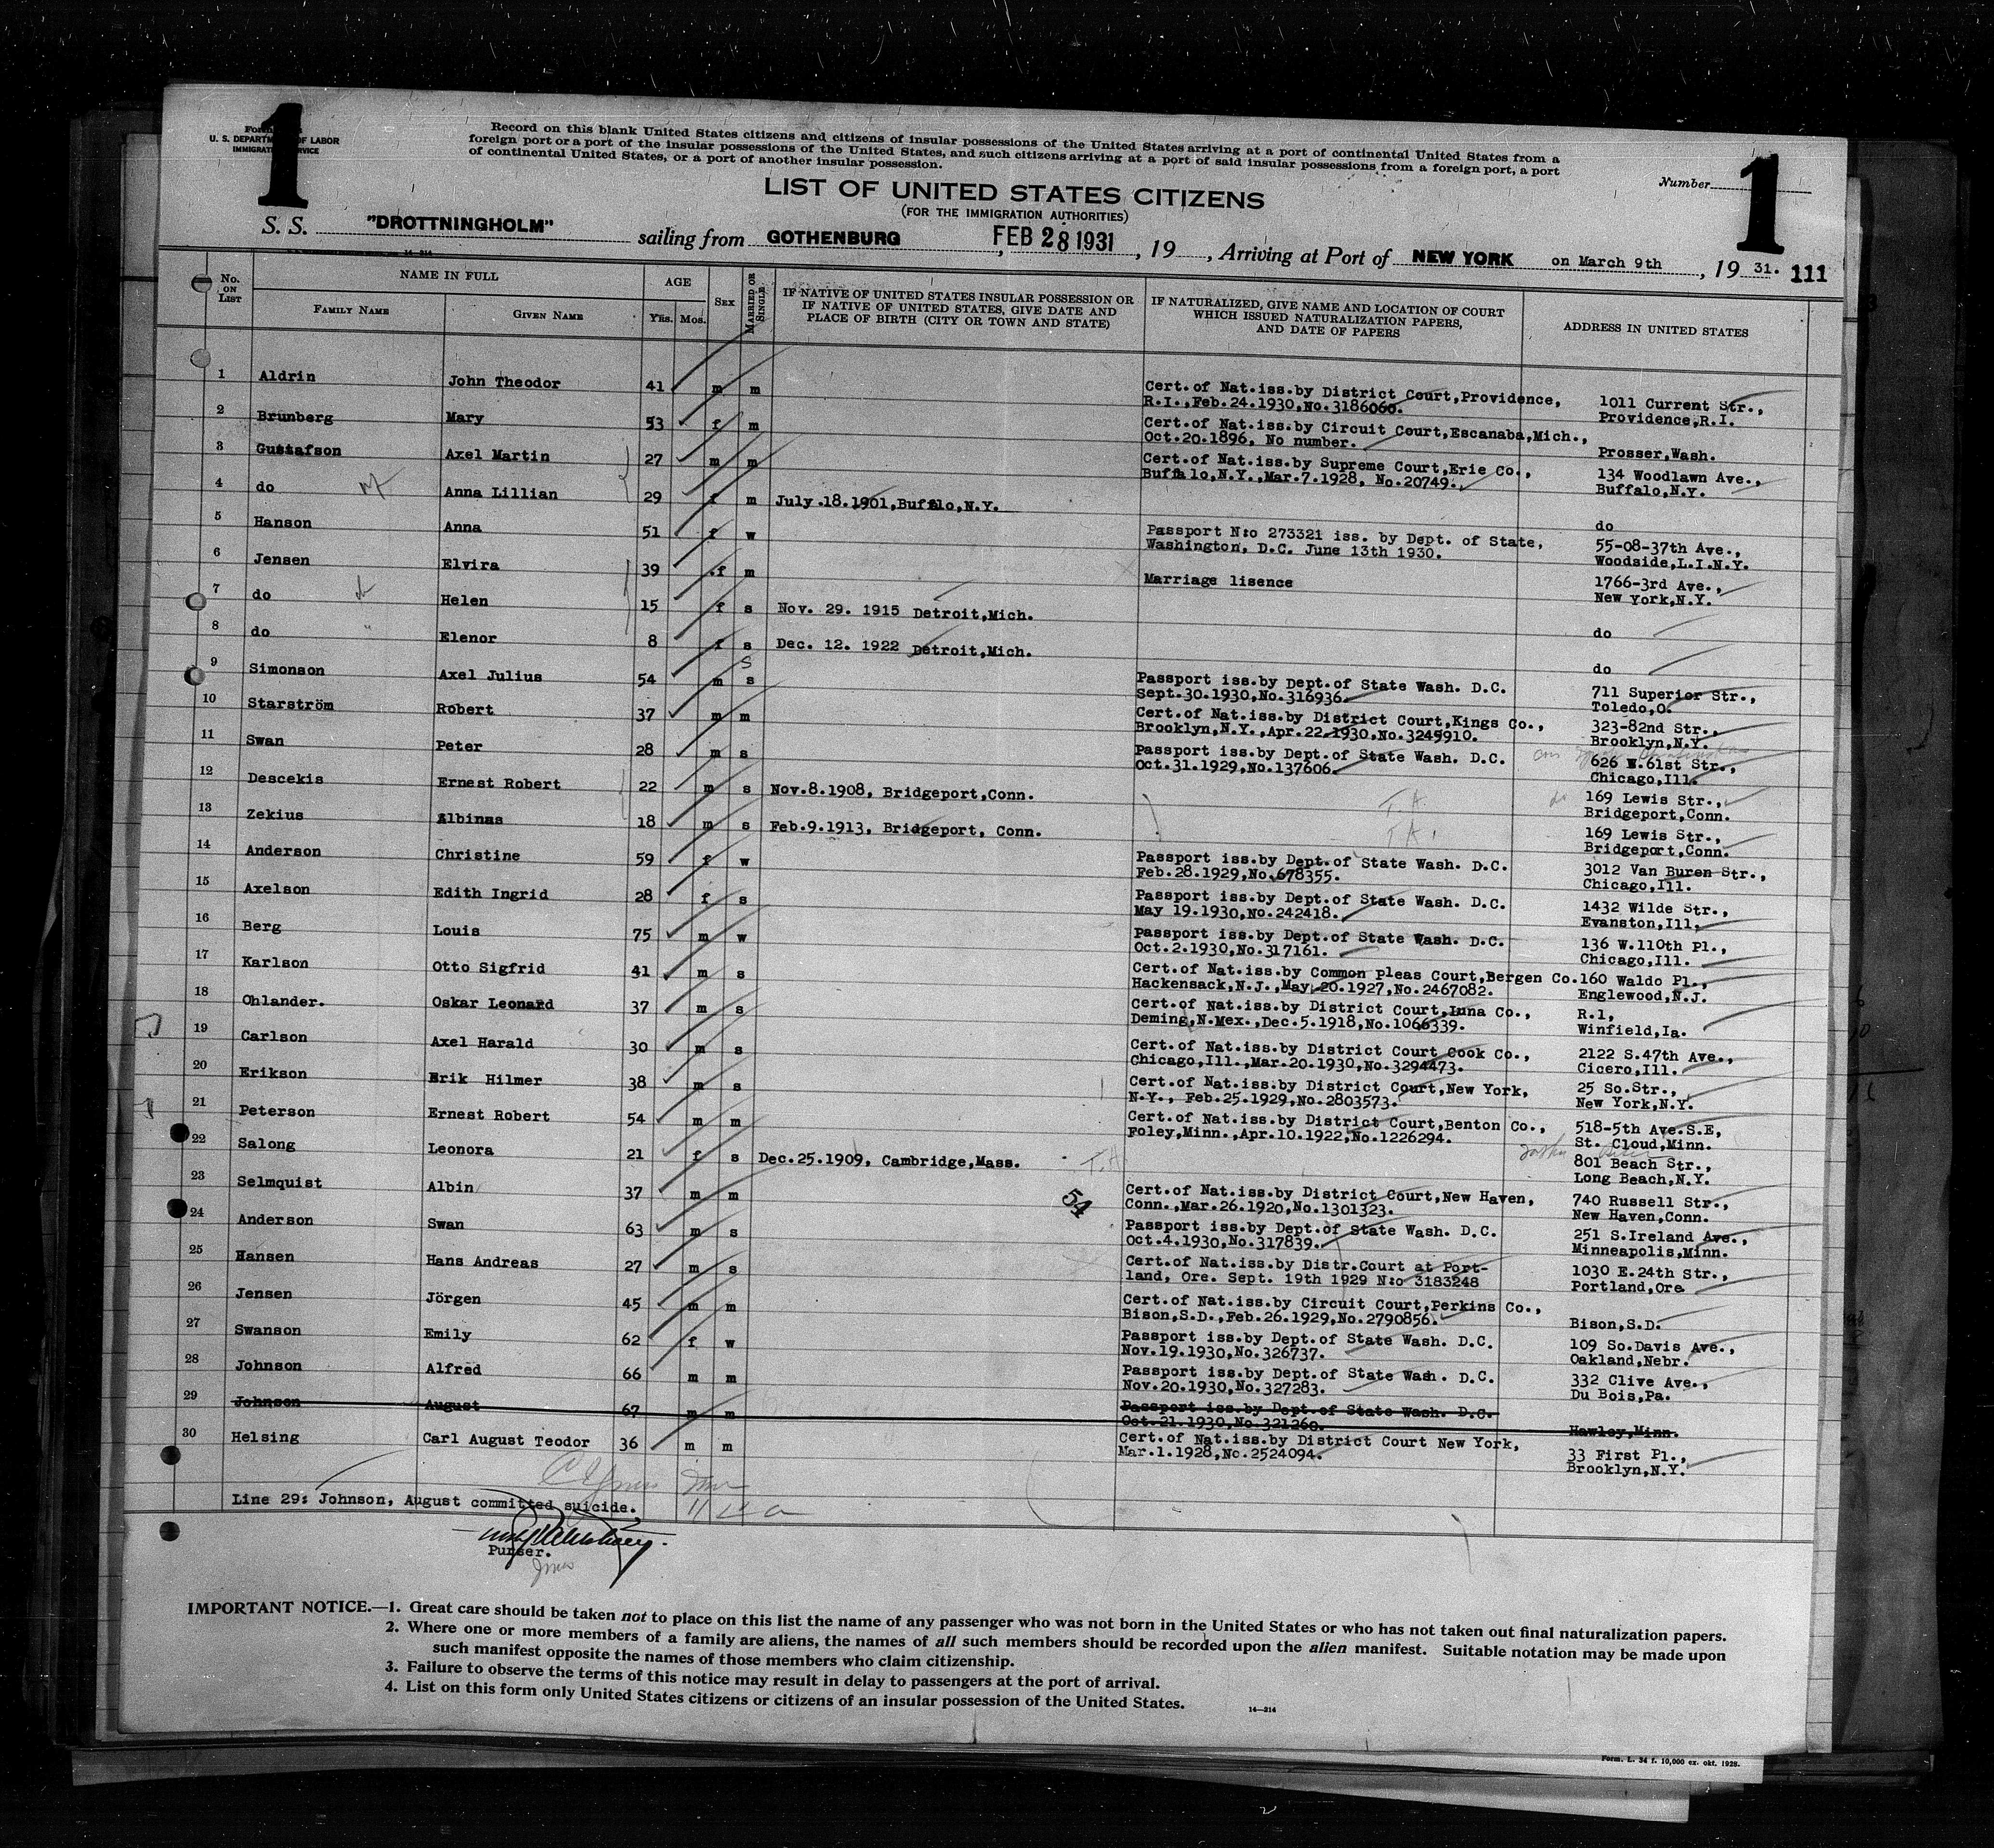 1
1
Form
U. S. DEPARTM OF LABOR
IMMIGRAT SERVICE
Record on this blank United States citizens and citizens of insular possessions of the United States arriving at a port of continental United States from a
foreign port or a port of the insular possessions of the United States, and such citizens arriving at a port of said insular possessions from a foreign port, a port
of continental United States, or a port of another insular possession.
Number
LIST OF UNITED STATES CITIZENS
(FOR THE IMMIGRATION AUTHORITIES)
S. S. "DROTTNINGHOLM" sailing from GOTHENBURG, FEB 28 1931, 19 , Arriving at Port of NEW YORK on March 9th, 19 31. 111
No. ON LIST NAME IN FULL AGE SEX MARRIED OR SINGLE IF NATIVE OF UNITED STATES INSULAR POSSESSION OR IF NATIVE OF UNITED STATES, GIVE DATE AND PLACE OF BIRTH (CITY OR TOWN AND STATE) IF NATURALIZED, GIVE NAME AND LOCATION OF COURT WHICH ISSUED NATURALIZATION PAPERS, AND DATE OF PAPERS ADDRESS IN UNITED STATES
FAMILY NAME GIVEN NAME Yrs. Mos.
1 Aldrin John Theodor 41 m m Cert.of Nat.iss.by District Court,Providence, 1011 Current Str.,
R.I.,Feb.24.1930,No.3186060. Providence,R.I.
2 Brunberg Mary 53 f m Cert.of Nat.iss.by Circuit Court,Escanaba,Mich.,
Oct.20.1896, No number. Prosser,Wash.
3 Gustafson Axel Martin 27 m m Cert.of Nat.iss.by Supreme Court,Erie Co., 134 Woodlawn Ave.,
Buffalo,N.Y.,Mar.7.1928, No.20749. Buffalo,N.Y.
4 do Anna Lillian 29 f m July.18.1901,Buffalo,N.Y. do
5 Hanson Anna 51 f w Passport N:o 273321 iss. by Dept. of State, 55-08-37th Ave.,
Washington, D.C. June 13th 1930. Woodside,L.I.N.Y.
6 Jensen Elvira 39 f m Marriage lisence 1766-3rd Ave.,
New York,N.Y.
7 do Helen 15 f s Nov. 29. 1915 Detroit,Mich. do
8 do Elenor 8 f s Dec. 12. 1922 Detroit,Mich. do
S
9 Simonson Axel Julius 54 m s Passport iss.by Dept.of State Wash. D.C. 711 Superior Str.,
Sept.30.1930,No.316936. Toledo,O.
10 Starström Robert 37 m m Cert.of Nat.iss.by District Court,Kings Co., 323-82nd Str.,
Brooklyn,N.Y.,Apr.22.1930,No.3245910. Brooklyn,N.Y.
11 Swan Peter 28 m s Passport iss.by Dept.of State Wash. D.C. 626 W.61st Str.,
Oct.31.1929,No.137606. Chicago,Ill.
12 Descekis Ernest Robert 22 m s Nov.8.1908, Bridgeport,Conn. T.A. do 169 Lewis Str.,
Bridgeport,Conn.
13 Zekius Albinas 18 m s Feb.9.1913, Bridgeport, Conn. T.A. 169 Lewis Str.,
Bridgeport,Conn.
14 Anderson Christine 59 f w Passport iss.by Dept.of State Wash. D.C. 3012 Van Buren Str.,
Feb.28.1929,No.678355. Chicago,Ill.
15 Axelson Edith Ingrid 28 f s Passport iss.by Dept.of State Wash. D.C. 1432 Wilde Str.,
May 19.1930,No.242418. Evanston,Ill.
16 Berg Louis 75 m w Passport iss.by Dept.of State Wash. D.C. 136 W.110th Pl.,
Oct.2.1930,No.317161. Chicago,Ill.
17 Karlson Otto Sigfrid 41 m s Cert.of Nat.iss.by Common Pleas Court,Bergen Co. 160 Waldo Pl.,
Hackensack,N.J.,May.20.1927,No.2467082. Englewood,N.J.
18 Ohlander. Oskar Leonard 37 m s Cert.of Nat.iss.by District Court,Luna Co., R.1,
Deming,N.Mex.,Dec.5.1918,No.1066339. Winfield,Ia.
19 Carlson Axel Harald 30 m s Cert.of Nat.iss.by District Court Cook Co., 2122 S.47th Ave.,
Chicago,Ill.,Mar.20.1930,No.3294473. Cicero,Ill.
20 Erikson Erik Hilmer 38 m s Cert.of Nat.iss.by District Court,New York, 25 So.Str.,
N.Y., Feb.25.1929,No.2803573. New York,N.Y.
21 Peterson Ernest Robert 54 m m Cert.of Nat.iss.by District Court,Benton Co., 518-5th Ave.S.E,
Foley,Minn.,Apr.10.1922,No.1226294. St. Cloud,Minn.
22 Salong Leonora 21 f s Dec.25.1909, Cambridge,Mass. T.A 801 Beach Str.,
Long Beach,N.Y.
23 Selmquist Albin 37 m m 54 Cert.of Nat.iss.by District Court,New Haven, 740 Russell Str.,
Conn.,Mar.26.1920,No.1301323. New Haven,Conn.
24 Anderson Swan 63 m s Passport iss.by Dept.of State Wash. D.C. 251 S.Ireland Ave.,
Oct.4.1930,No.317839. Minneapolis,Minn.
25 Hansen Hans Andreas 27 m s Cert.of Nat.iss.by Distr.Court at Port- 1030 E.24th Str.,
land, Ore. Sept. 19th 1929 N:o 3183248 Portland,Ore
26 Jensen Jörgen 45 m m Cert.of Nat.iss.by Circuit Court,Perkins Co.,
Bison,S.D.,Feb.26.1929,No.2790856. Bison,S.D.
27 Swanson Emily 62 f w Passport iss.by Dept.of State Wash. D.C. 109 So.Davis Ave.,
Nov.19.1930,No.326737. Oakland,Nebr.
28 Johnson Alfred 66 m m Passport iss.by Dept.of State Wash. D.C. 332 Clive Ave.,
Nov.20.1930,No.327283. Du Bois,Pa.
29 Johnson August 67 m m Passport iss.by Dept.of State Wash. D.C.
Oct.21.1930,No.321260. Hawley,Minn.
30 Helsing Carl August Teodor 36 m m Cert.of Nat.iss.by District Court New York, 33 First Pl.,
Mar.1.1928,No.2524094. Brooklyn,N.Y.
Line 29: Johnson, August committed suicide.
Purser.
IMPORTANT NOTICE.—1. Great care should be taken not to place on this list the name of any passenger who was not born in the United States or who has not taken out final naturalization papers.
2. Where one or more members of a family are aliens, the names of all such members should be recorded upon the alien manifest. Suitable notation may be made upon
such manifest opposite the names of those members who claim citizenship.
3. Failure to observe the terms of this notice may result in delay to passengers at the port of arrival.
4. List on this form only United States citizens or citizens of an insular possession of the United States.
14—214
Form. L. 34 f. 10,000 ex. okt. 1928.